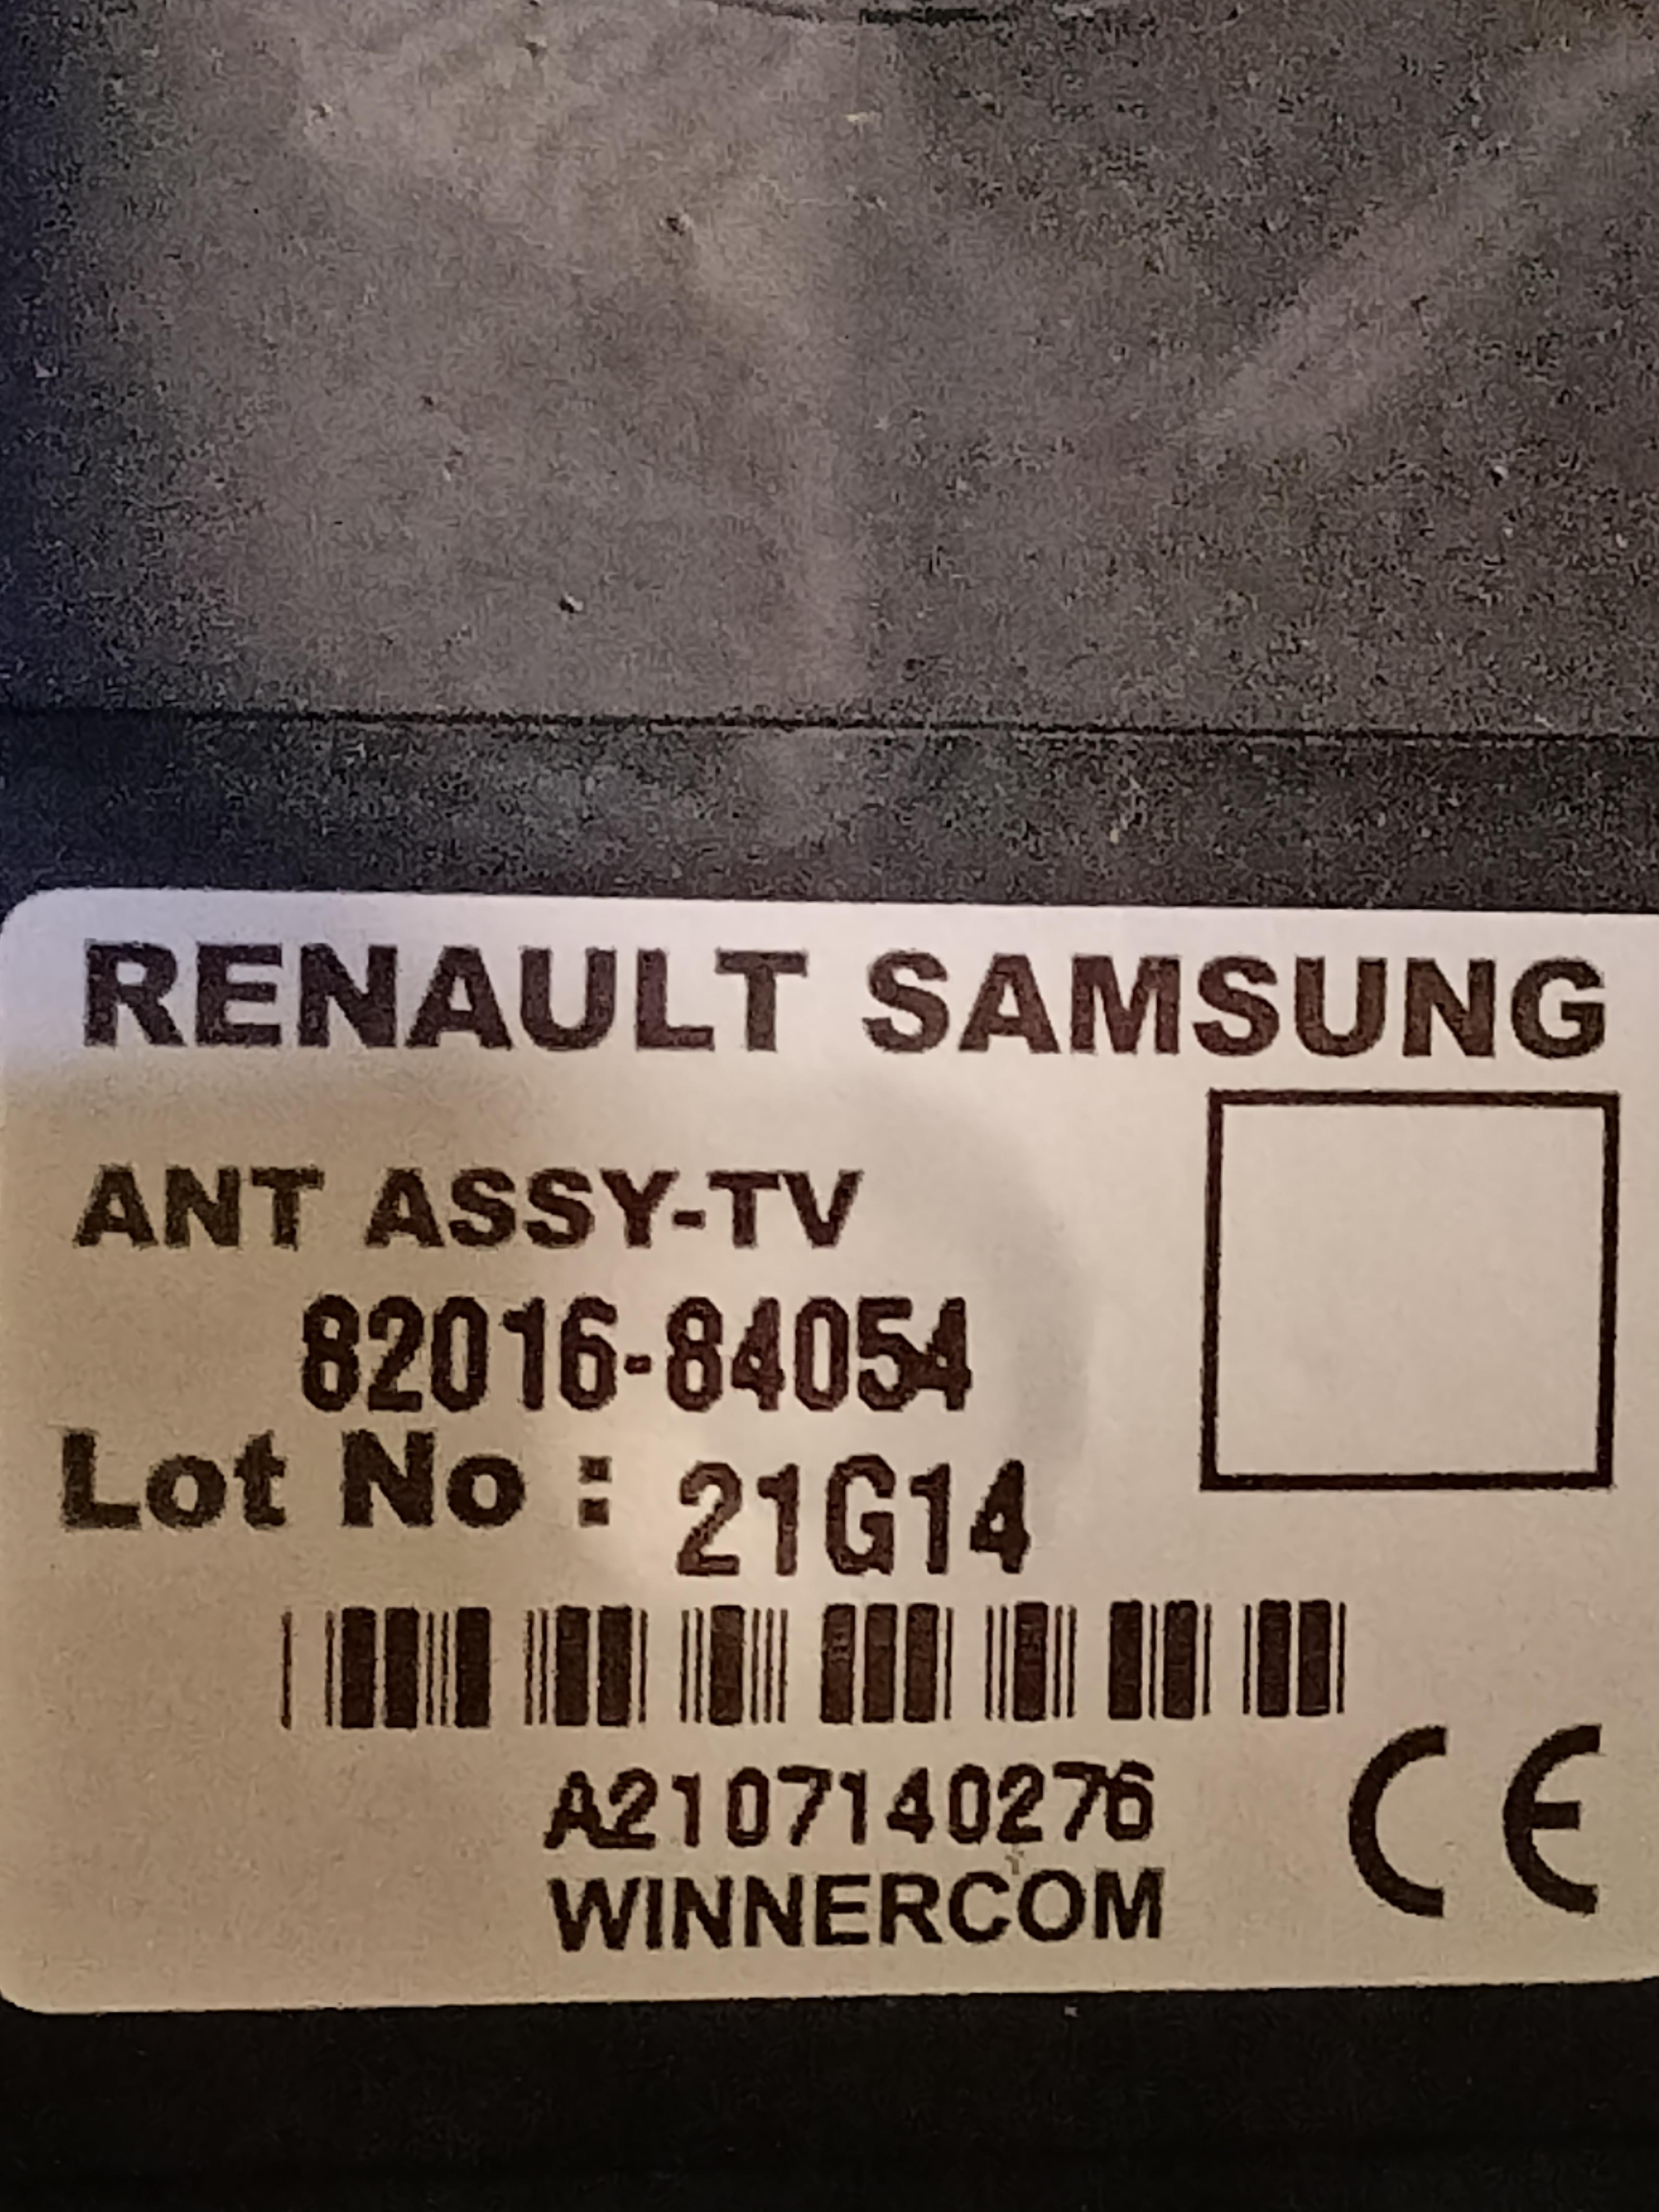 RENAULT SAMSUNG
ANT ASSY-TV
82016-84054
Lot No : 21G14
A2107140276
WINNERCOM
CE